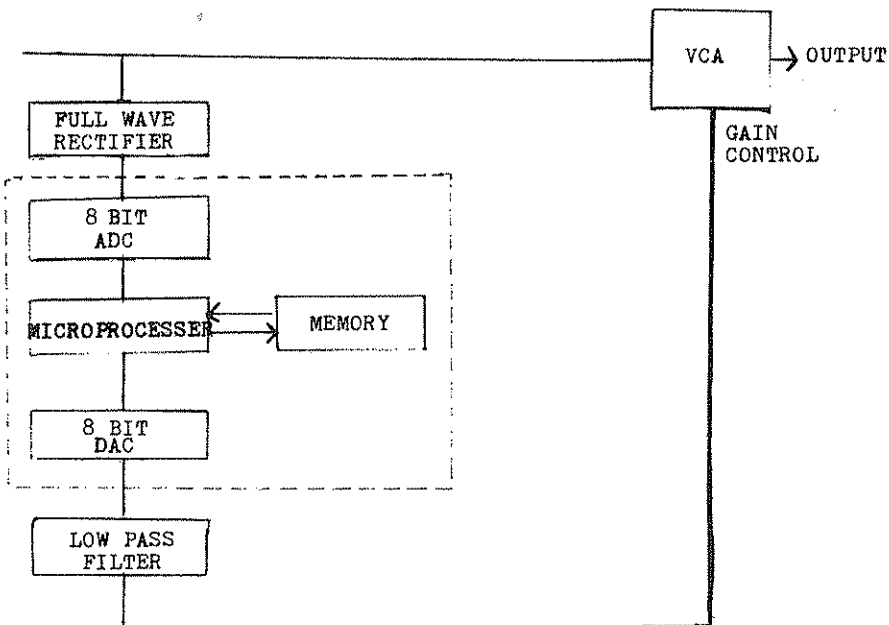 VCA
OUTPUT
FULL WAVE
RECTIFIER
GAIN
CONTROL
8 BIT
ADC
MICROPROCESSER
MEMORY
8 BIT
DAC
LOW PASS
FILTER